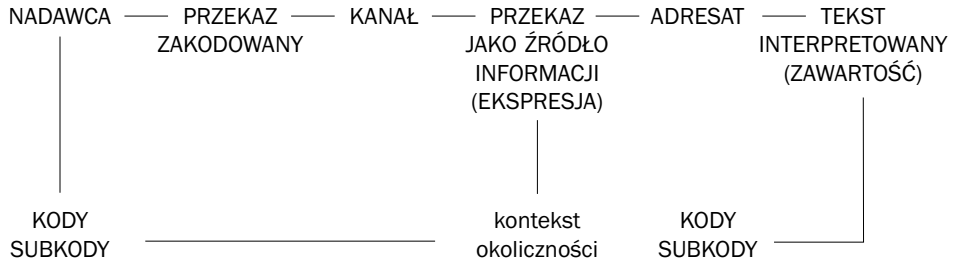 NADAWCA PRZEKAZ KANAŁ PRZEKAZ ADRESAT TEKST
ZAKODOWANY JAKO ŹRÓDŁO INTERPRETOWANY
INFORMACJI (ZAWARTOŚĆ)
(EKSPRESJA)
KODY kontekst KODY
SUBKODY okoliczności SUBKODY